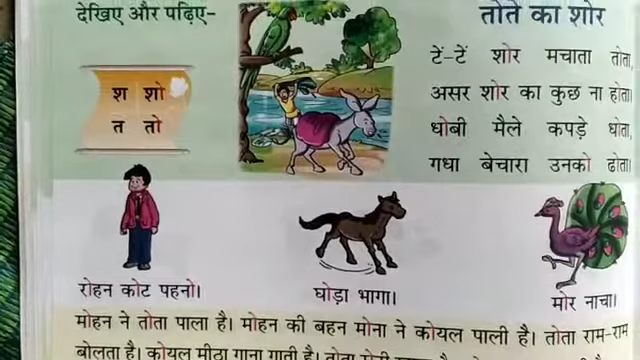 देखिए और पढ़िए-
श शो
त तो
तोते का शोर
टें-टें शोर मचाता तोता,
असर शोर का कुछ ना होता।
धोबी मैले कपड़े धोता,
गधा बेचारा उनको ढोता।
रोहन कोट पहनो।
घोड़ा भागा।
मोर नाचा।
मोहन ने तोता पाला है। मोहन की बहन मोना ने कोयल पाली है। तोता राम-राम
बोलता है। कोयल मीठा गाना गाती है। तोता